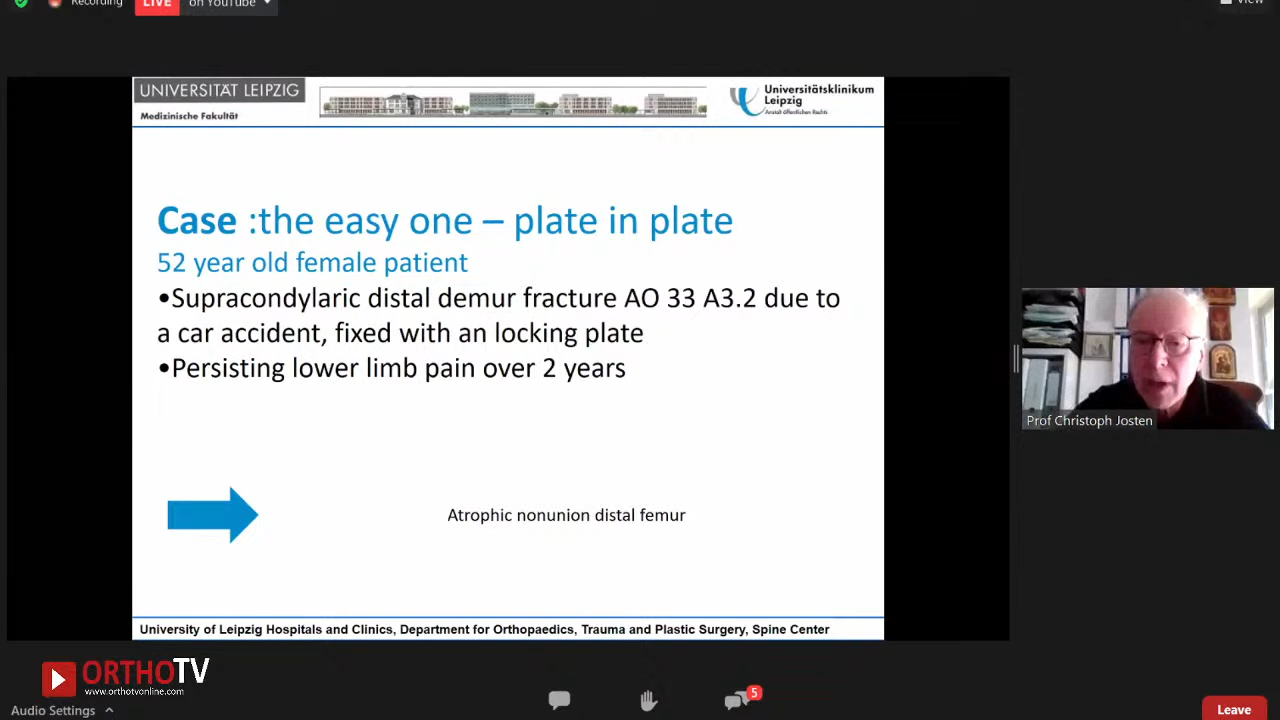 Recording
LIVE
on YouTube
View
UNIVERSITÄT LEIPZIG
Medizinische Fakultät
Universitätsklinikum
Leipzig
Anstalt öffentlichen Rechts
Case :the easy one – plate in plate
52 year old female patient
•Supracondylaric distal demur fracture AO 33 A3.2 due to
a car accident, fixed with an locking plate
•Persisting lower limb pain over 2 years
Prof Christoph Josten
Atrophic nonunion distal femur
University of Leipzig Hospitals and Clinics, Department for Orthopaedics, Trauma and Plastic Surgery, Spine Center
ORTHOTV
www.orthotvonline.com
5
Audio Settings
Leave